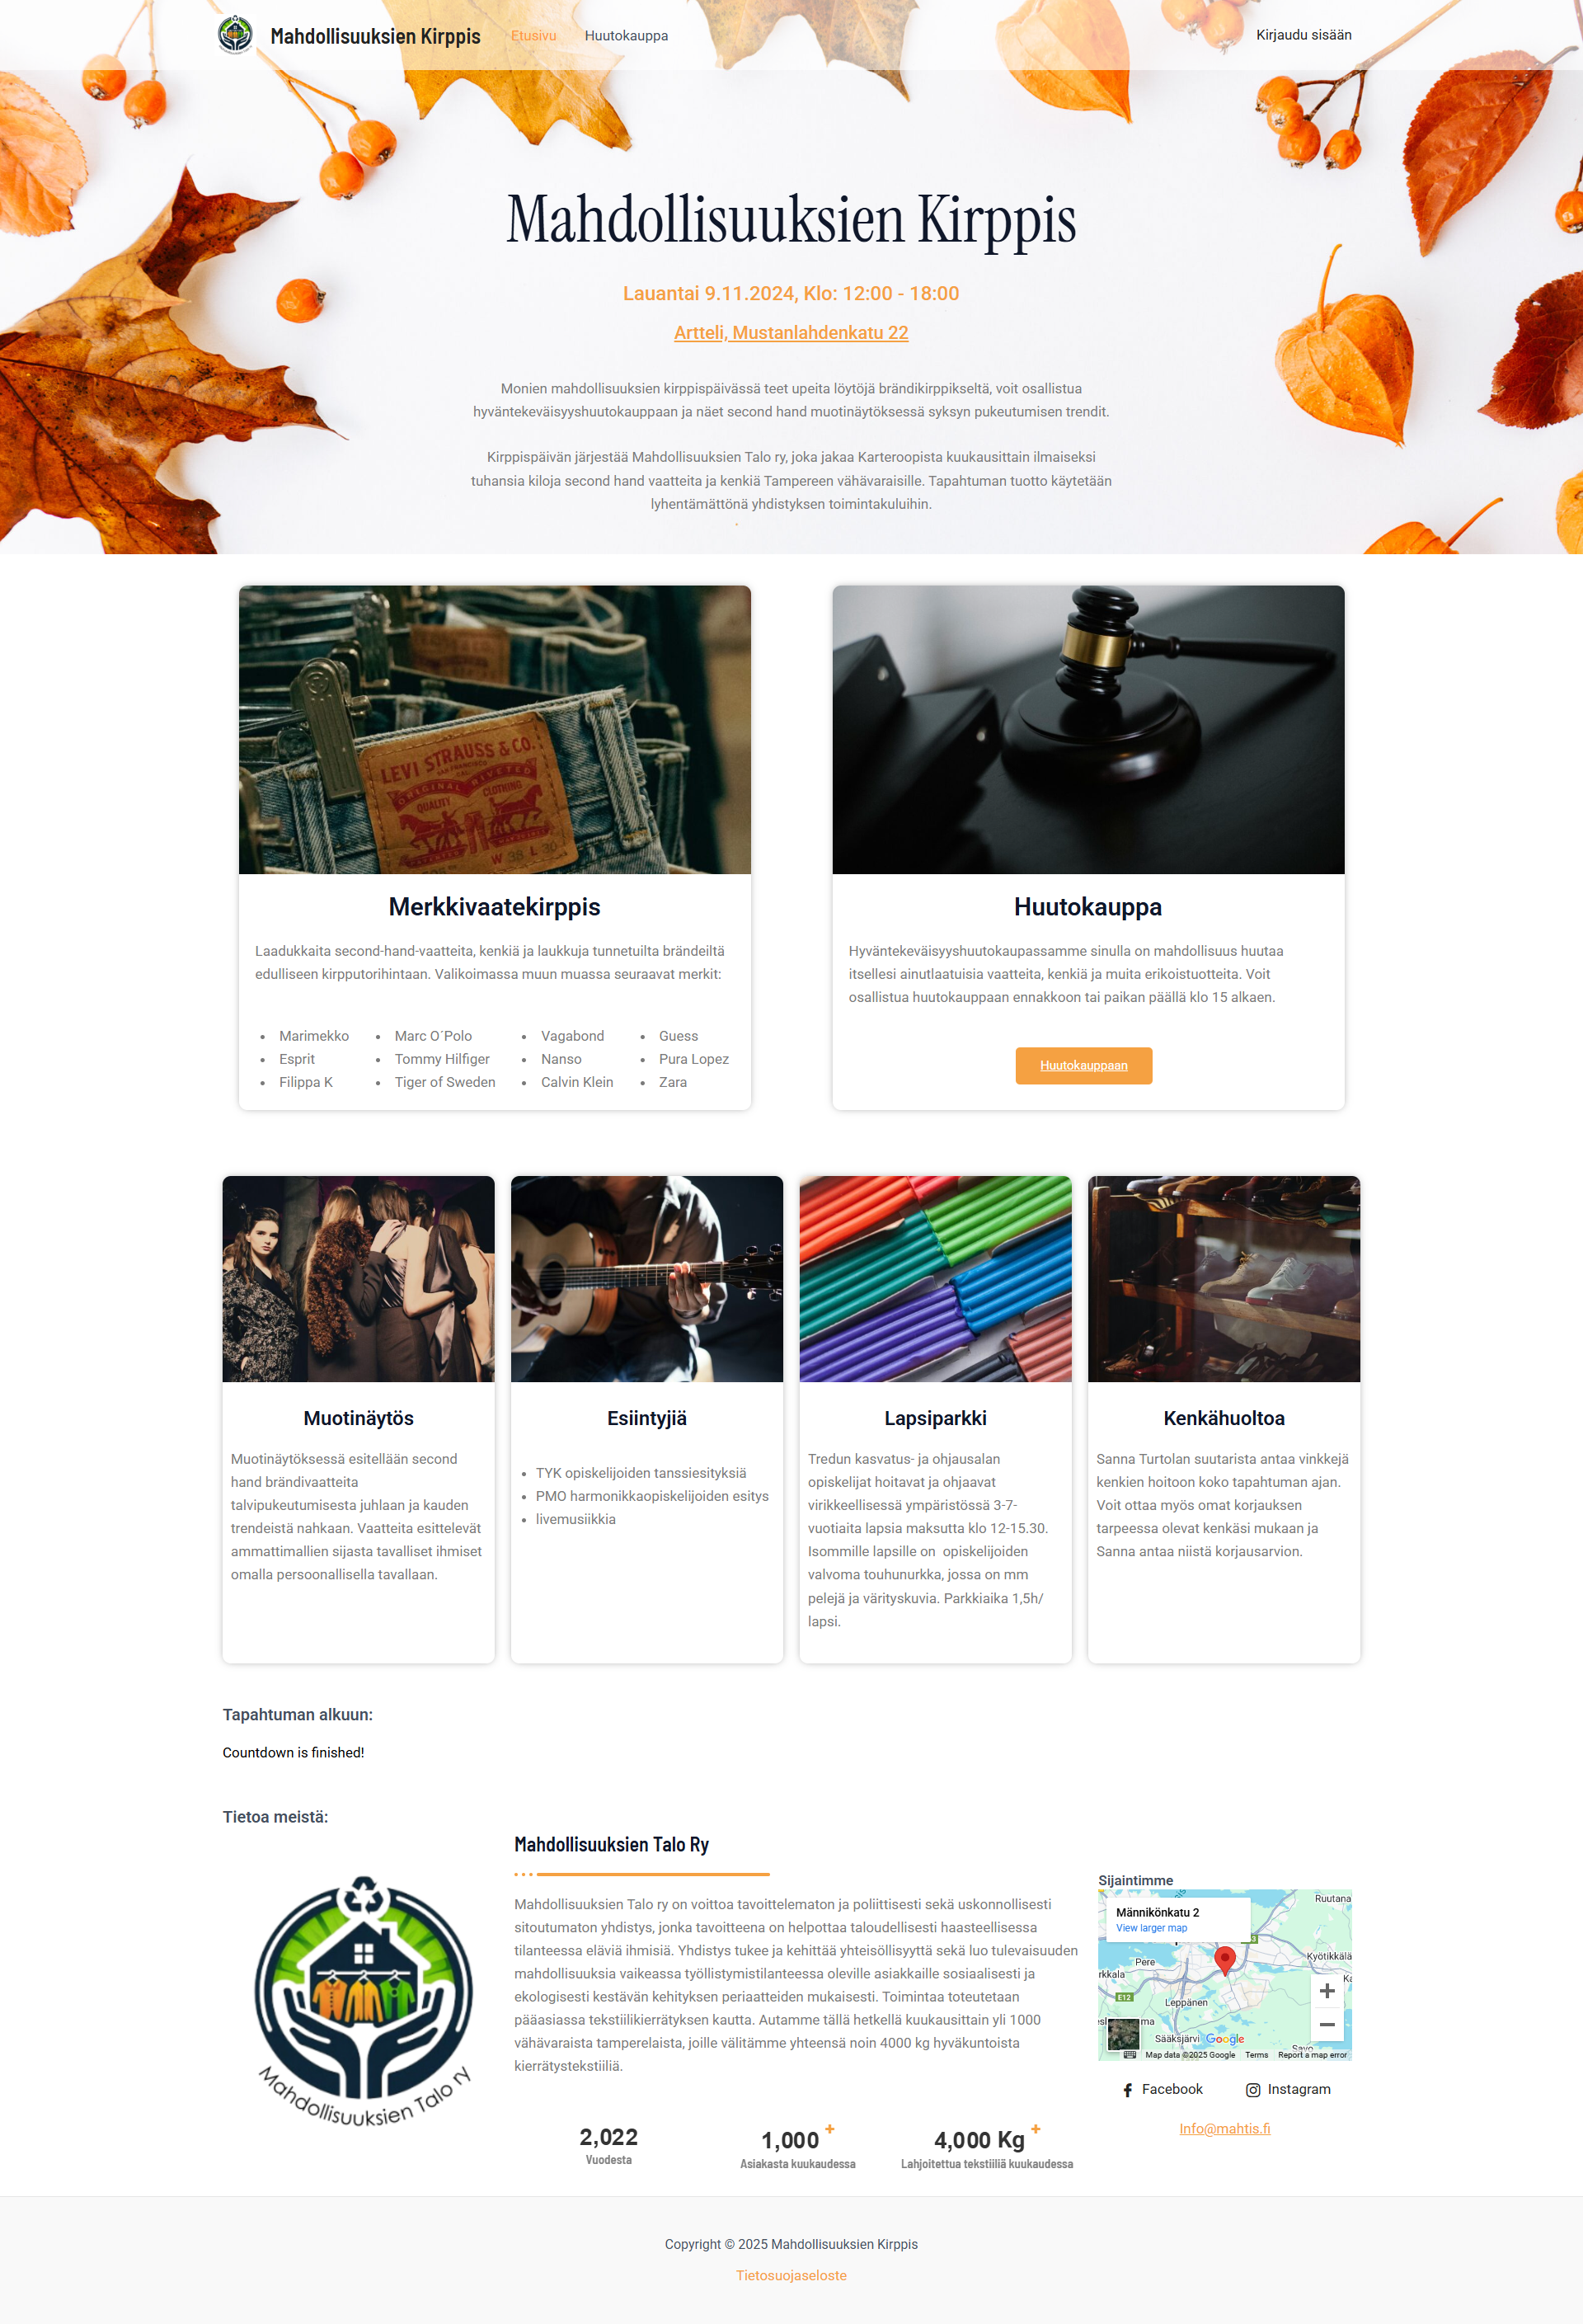 Mahdollisuuksien Kirppis
Etusivu
Huutokauppa
Kirjaudu sisään
Mahdollisuuksien Kirppis
Lauantai 9.11.2024, Klo: 12:00 - 18:00
Artteli, Mustanlahdenkatu 22
Monien mahdollisuuksien kirppispäivässä teet upeita löytöjä brändikirppikseltä, voit osallistua
hyväntekeväisyyshuutokauppaan ja näet second hand muotinäytöksessä syksyn pukeutumisen trendit.
Kirppispäivän järjestää Mahdollisuuksien Talo ry, joka jakaa Karteroopista kuukausittain ilmaiseksi
tuhansia kiloja second hand vaatteita ja kenkiä Tampereen vähävaraisille. Tapahtuman tuotto käytetään
lyhentämättönä yhdistyksen toimintakuluihin.
LEVI STRAUSS & CO.
SAN FRANCISCO
CAL.
ORIGINAL RIVETED
QUALITY CLOTHING
W 38 L 30
Merkkivaatekirppis
Laadukkaita second-hand-vaatteita, kenkiä ja laukkuja tunnetuilta brändeiltä
edulliseen kirpputorihintaan. Valikoimassa muun muassa seuraavat merkit:
• Marimekko
• Esprit
• Filippa K
• Marc O´Polo
• Tommy Hilfiger
• Tiger of Sweden
• Vagabond
• Nanso
• Calvin Klein
• Guess
• Pura Lopez
• Zara
Huutokauppa
Hyväntekeväisyyshuutokaupassamme sinulla on mahdollisuus huutaa
itsellesi ainutlaatuisia vaatteita, kenkiä ja muita erikoistuotteita. Voit
osallistua huutokauppaan ennakkoon tai paikan päällä klo 15 alkaen.
Huutokauppaan
Muotinäytös
Muotinäytöksessä esitellään second
hand brändivaatteita
talvipukeutumisesta juhlaan ja kauden
trendeistä nahkaan. Vaatteita esittelevät
ammattimallien sijasta tavalliset ihmiset
omalla persoonallisella tavallaan.
Esiintyjiä
• TYK opiskelijoiden tanssiesityksiä
• PMO harmonikkaopiskelijoiden esitys
• livemusiikkia
Lapsiparkki
Tredun kasvatus- ja ohjausalan
opiskelijat hoitavat ja ohjaavat
virikkeellisessä ympäristössä 3-7-
vuotiaita lapsia maksutta klo 12-15.30.
Isommille lapsille on opiskelijoiden
valvoma touhunurkka, jossa on mm
pelejä ja värityskuvia. Parkkiaika 1,5h/
lapsi.
Kenkähuoltoa
Sanna Turtolan suutarista antaa vinkkejä
kenkien hoitoon koko tapahtuman ajan.
Voit ottaa myös omat korjauksen
tarpeessa olevat kenkäsi mukaan ja
Sanna antaa niistä korjausarvion.
Tapahtuman alkuun:
Countdown is finished!
Tietoa meistä:
Mahdollisuuksien Talo ry
Mahdollisuuksien Talo Ry
Mahdollisuuksien Talo ry on voittoa tavoittelematon ja poliittisesti sekä uskonnollisesti
sitoutumaton yhdistys, jonka tavoitteena on helpottaa taloudellisesti haasteellisessa
tilanteessa eläviä ihmisiä. Yhdistys tukee ja kehittää yhteisöllisyyttä sekä luo tulevaisuuden
mahdollisuuksia vaikeassa työllistymistilanteessa oleville asiakkaille sosiaalisesti ja
ekologisesti kestävän kehityksen periaatteiden mukaisesti. Toimintaa toteutetaan
pääasiassa tekstiilikierrätyksen kautta. Autamme tällä hetkellä kuukausittain yli 1000
vähävaraista tamperelaista, joille välitämme yhteensä noin 4000 kg hyväkuntoista
kierrätystekstiiliä.
2,022
Vuodesta
1,000 +
Asiakasta kuukaudessa
4,000 Kg +
Lahjoitettua tekstiiliä kuukaudessa
Sijaintimme
Männikönkatu 2
View larger map
Ruutana
Kyötikkälä
Pere
rkkala
E12
Leppänen
Sääksjärvi
Google
Map data ©2025 Google
Terms
Report a map error
Facebook
Instagram
Info@mahtis.fi
Copyright © 2025 Mahdollisuuksien Kirppis
Tietosuojaseloste